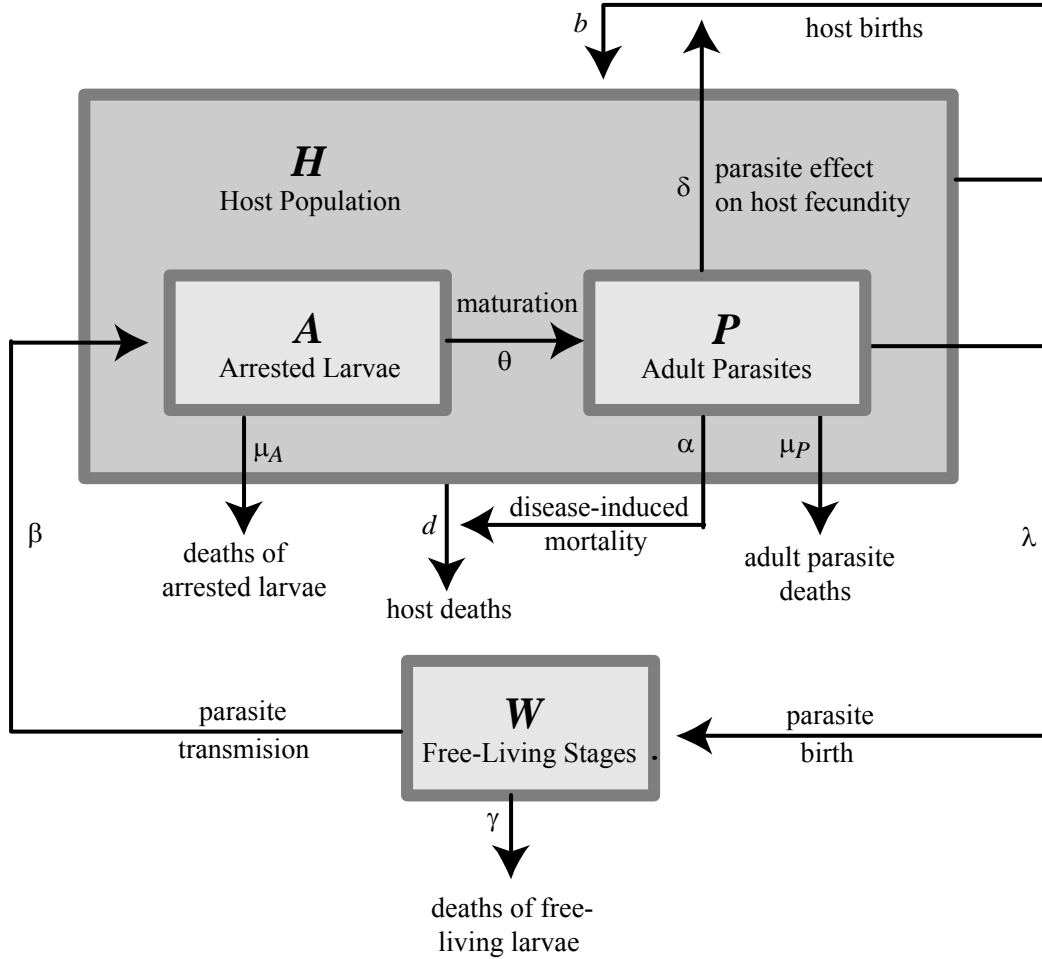 b
host births
H
Host Population
δ
parasite effect
on host fecundity
A
Arrested Larvae
maturation
θ
P
Adult Parasites
μA
α
μP
β
deaths of
arrested larvae
d
host deaths
disease-induced
mortality
adult parasite
deaths
λ
parasite
transmision
W
Free-Living Stages
parasite
birth
γ
deaths of free-
living larvae